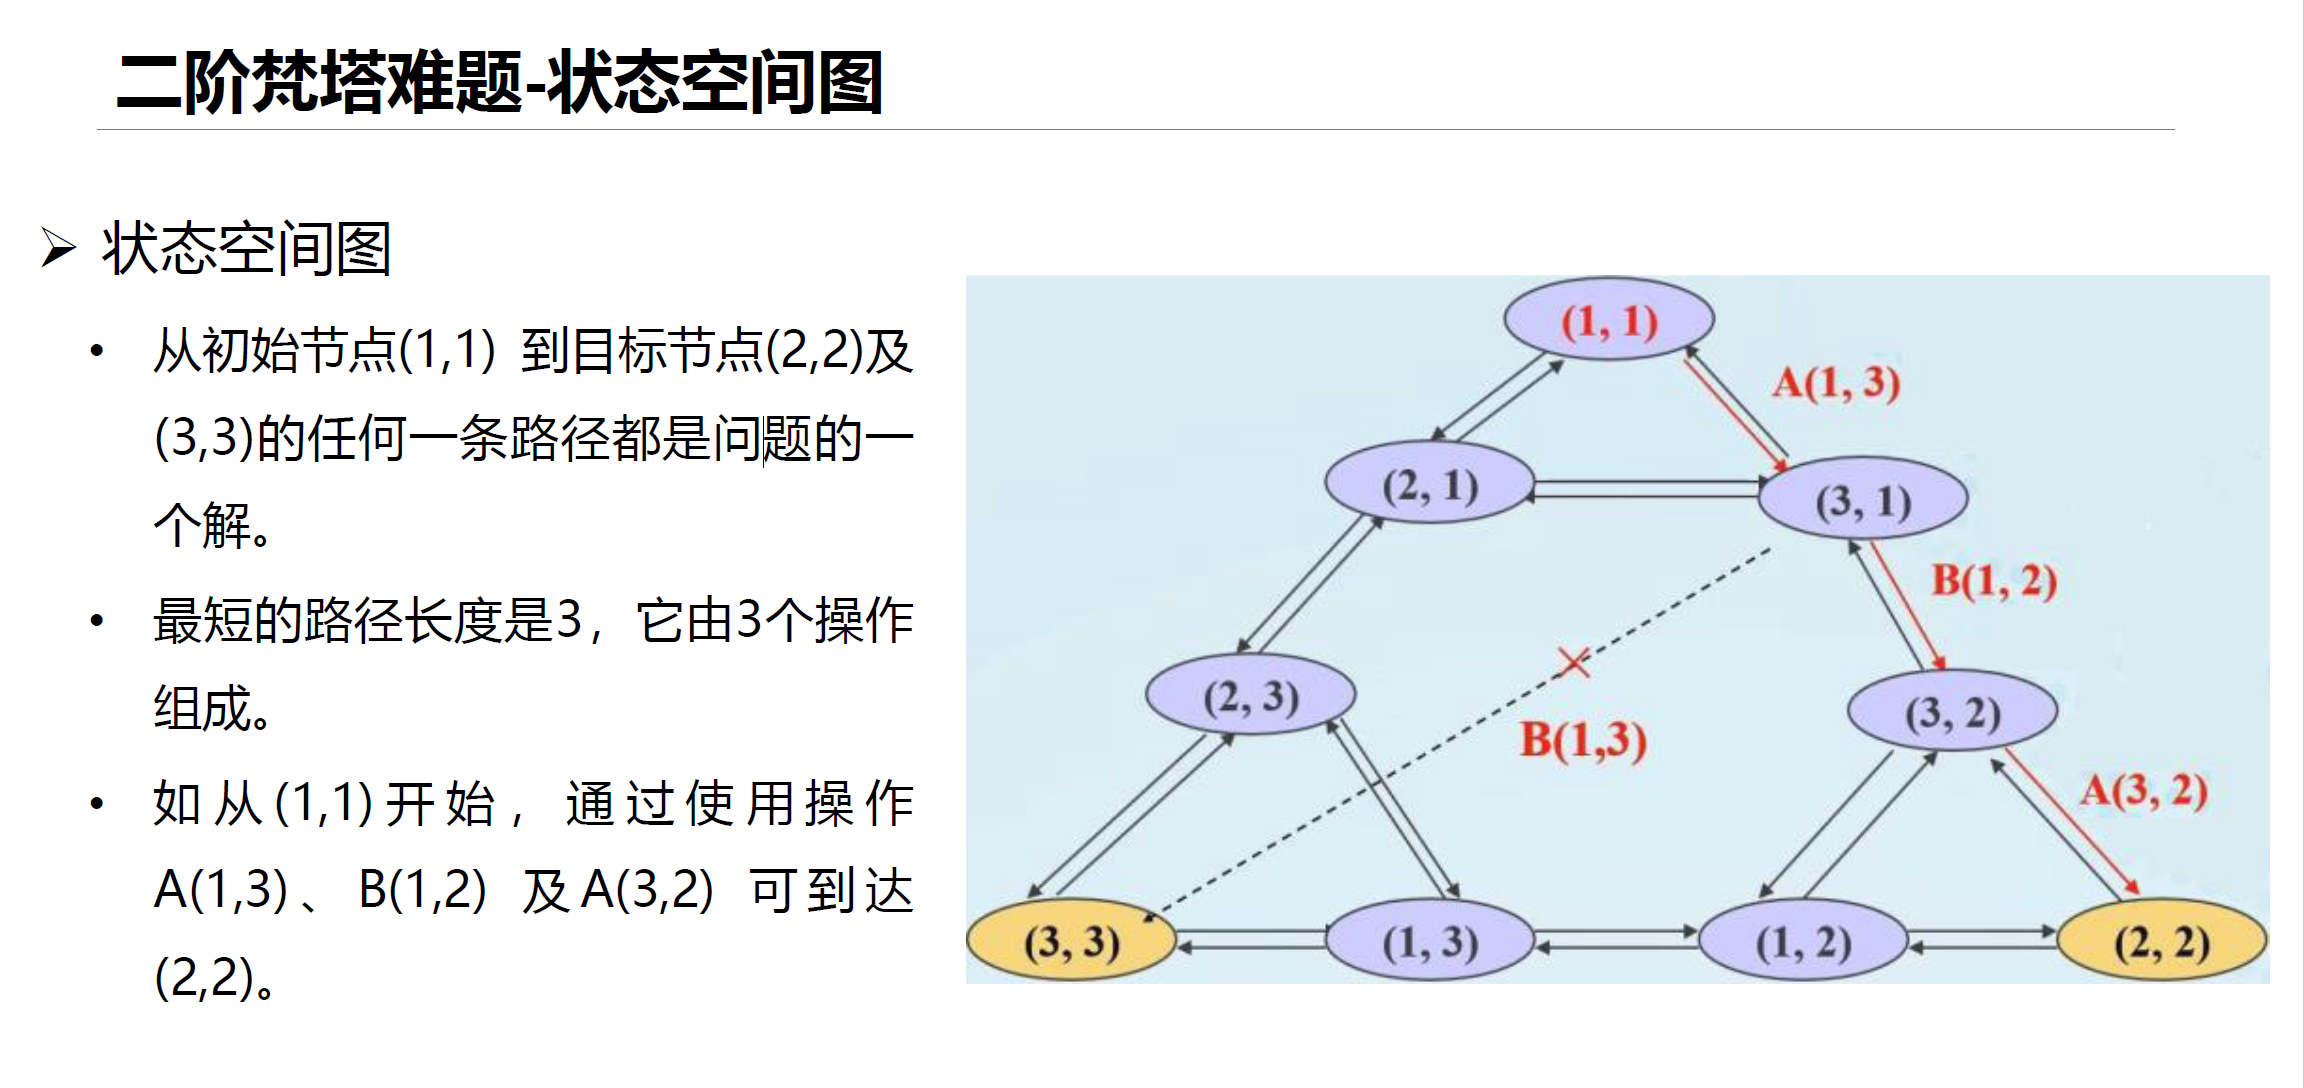 二阶梵塔难题-状态空间图
➢ 状态空间图
• 从初始节点(1,1) 到目标节点(2,2)及
(3,3)的任何一条路径都是问题的一
个解。
• 最短的路径长度是3，它由3个操作
组成。
• 如从(1,1)开始，通过使用操作
A(1,3)、B(1,2) 及A(3,2) 可到达
(2,2)。
(1, 1)
A(1, 3)
(2, 1)
(3, 1)
B(1, 2)
(2, 3)
(3, 2)
B(1,3)
A(3, 2)
(3, 3)
(1, 3)
(1, 2)
(2, 2)